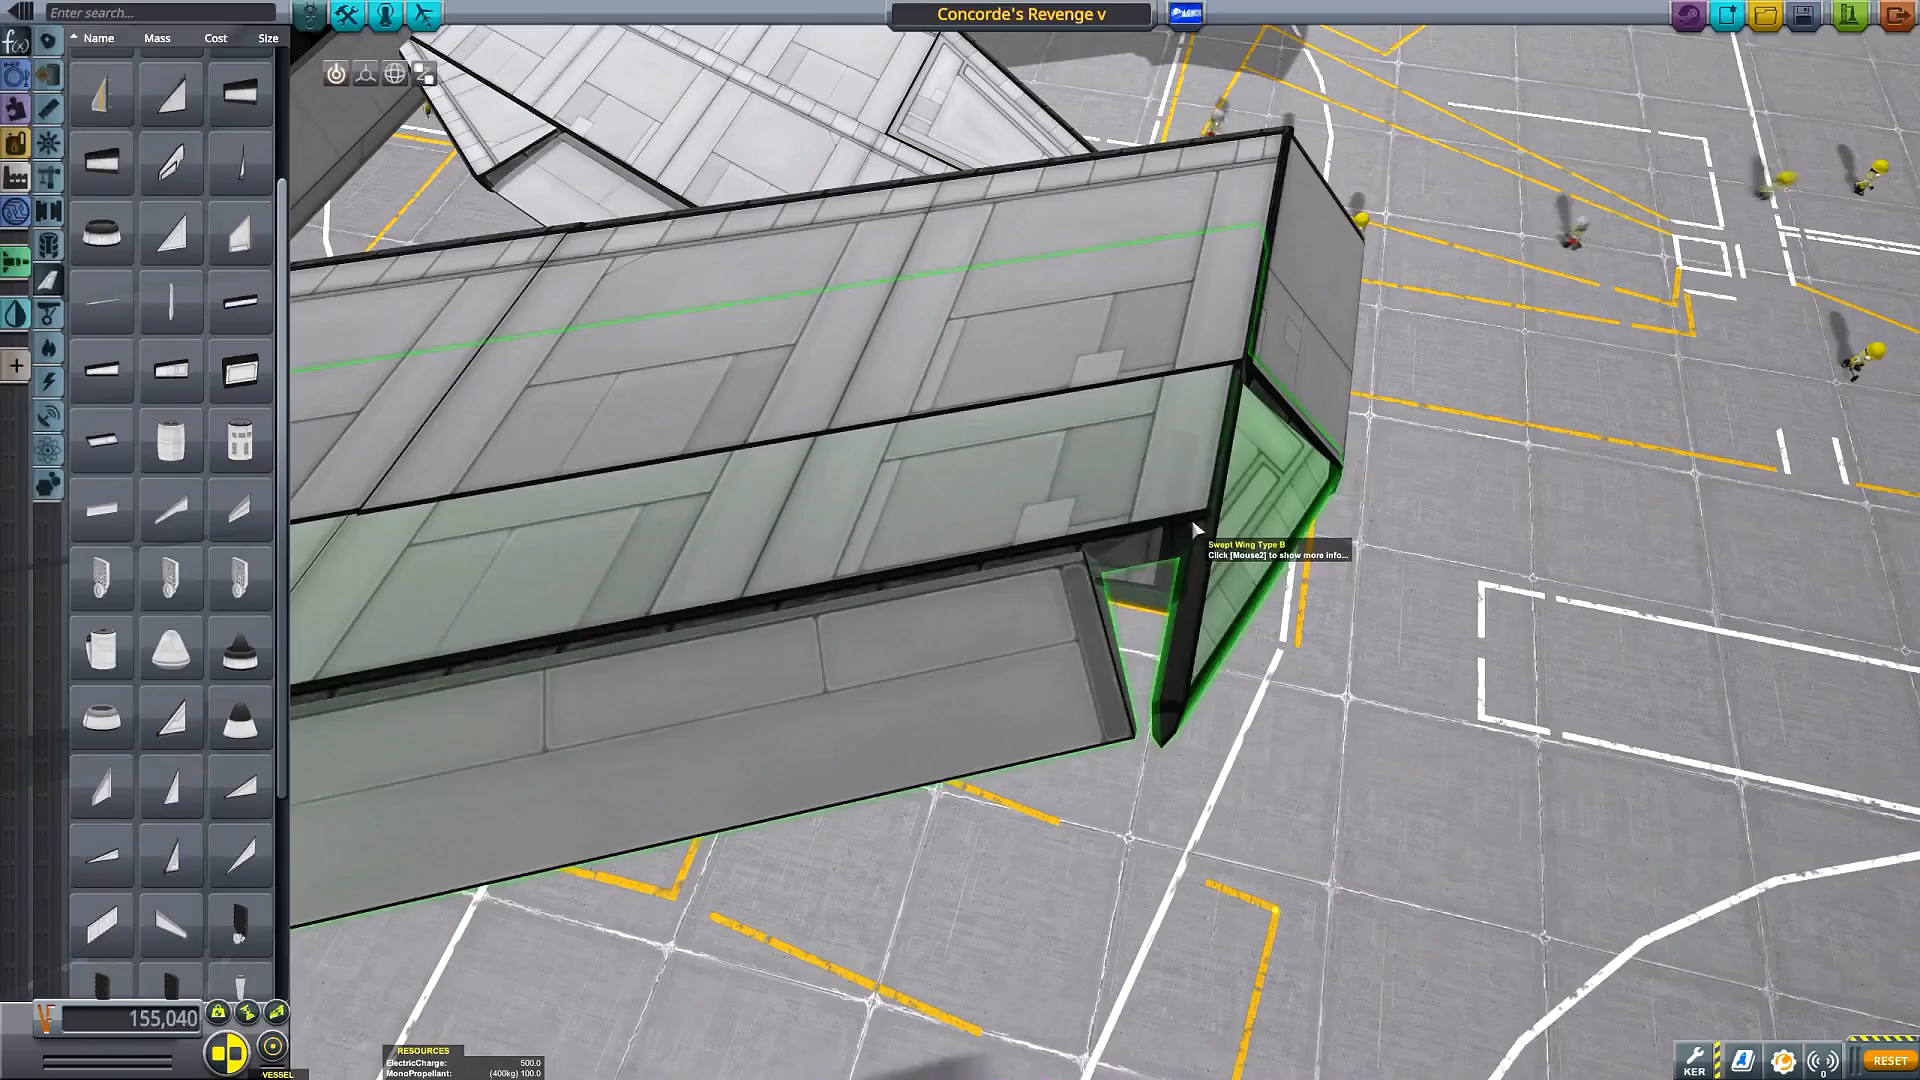 Enter search...
Concorde's Revenge v
Name Mass Cost Size
f(x)
Swept Wing Type B
Click [Mouse2] to show more info...
155,040
RESOURCES
ElectricCharge: 500.0
MonoPropellant: (400kg) 100.0
VESSEL
KER
0
RESET